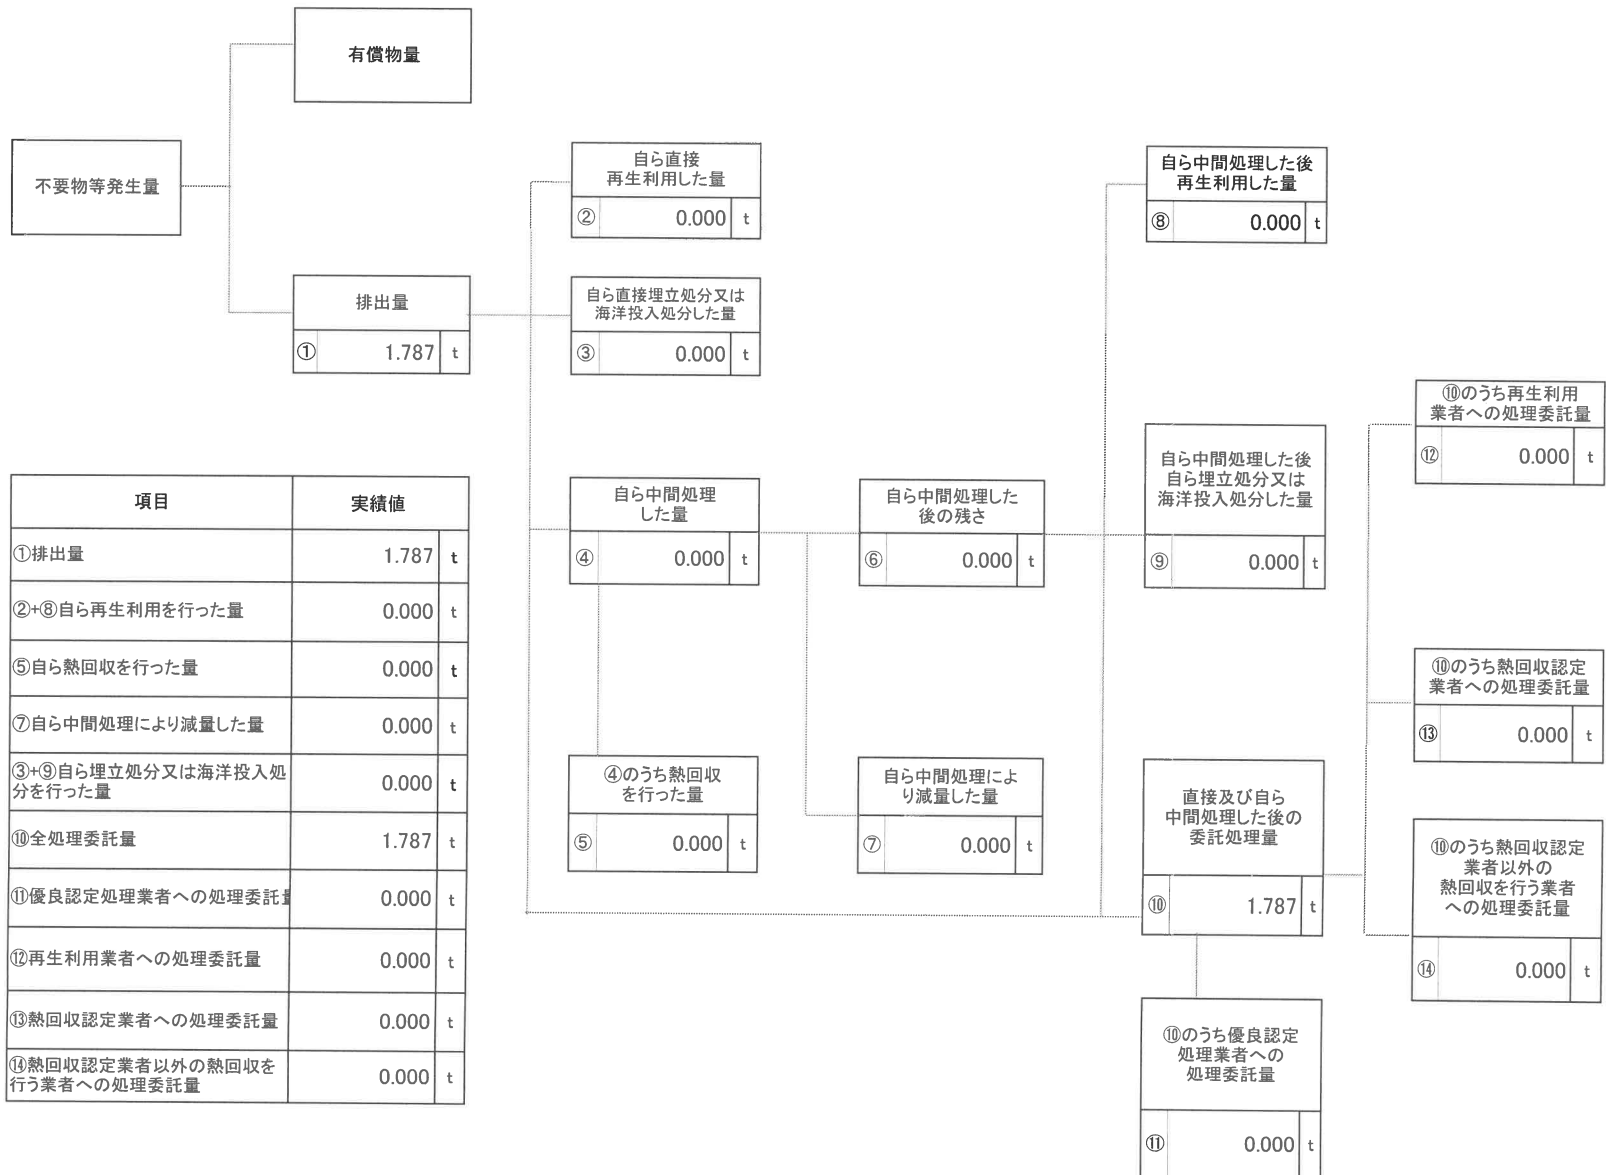 有償物量
不要物等発生量
排出量
① 1.787 t
自ら直接
再生利用した量
② 0.000 t
自ら直接埋立処分又は
海洋投入処分した量
③ 0.000 t
自ら中間処理
した量
④ 0.000 t
④のうち熱回収
を行った量
⑤ 0.000 t
自ら中間処理した
後の残さ
⑥ 0.000 t
自ら中間処理によ
り減量した量
⑦ 0.000 t
自ら中間処理した後
再生利用した量
⑧ 0.000 t
自ら中間処理した後
自ら埋立処分又は
海洋投入処分した量
⑨ 0.000 t
直接及び自ら
中間処理した後の
委託処理量
⑩ 1.787 t
⑩のうち優良認定
処理業者への
処理委託量
⑪ 0.000 t
⑩のうち再生利用
業者への処理委託量
⑫ 0.000 t
⑩のうち熱回収認定
業者への処理委託量
⑬ 0.000 t
⑩のうち熱回収認定
業者以外の
熱回収を行う業者
への処理委託量
⑭ 0.000 t
項目 実績値
①排出量 1.787 t
②+⑧自ら再生利用を行った量 0.000 t
⑤自ら熱回収を行った量 0.000 t
⑦自ら中間処理により減量した量 0.000 t
③+⑨自ら埋立処分又は海洋投入処
分を行った量 0.000 t
⑩全処理委託量 1.787 t
⑪優良認定処理業者への処理委託量 0.000 t
⑫再生利用業者への処理委託量 0.000 t
⑬熱回収認定業者への処理委託量 0.000 t
⑭熱回収認定業者以外の熱回収を
行う業者への処理委託量 0.000 t